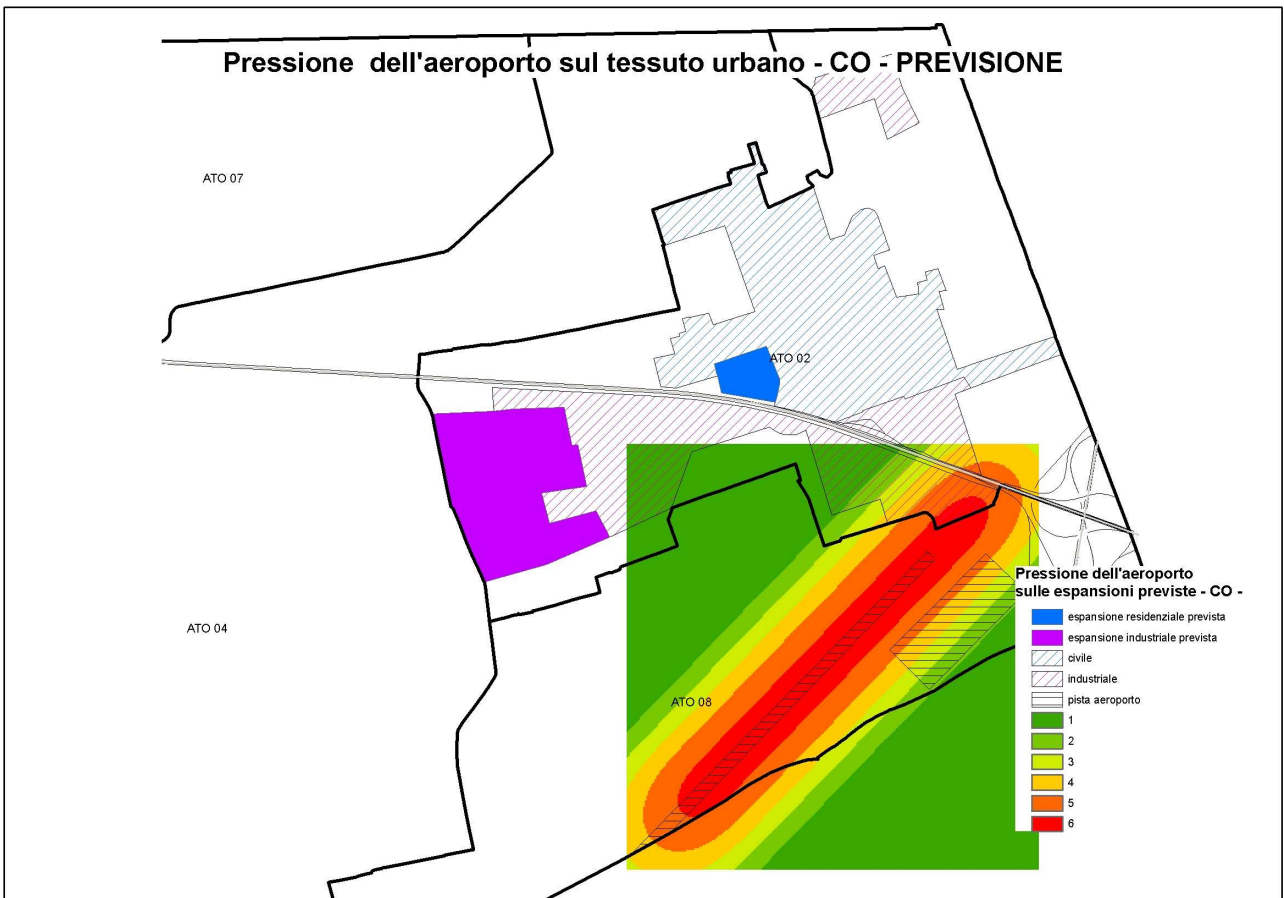 Pressione dell'aeroporto sul tessuto urbano - CO - PREVISIONE
ATO 07
ATO 02
ATO 04
ATO 08
Pressione dell'aeroporto
sulle espansioni previste - CO -
espansione residenziale prevista
espansione industriale prevista
civile
industriale
pista aeroporto
1
2
3
4
5
6